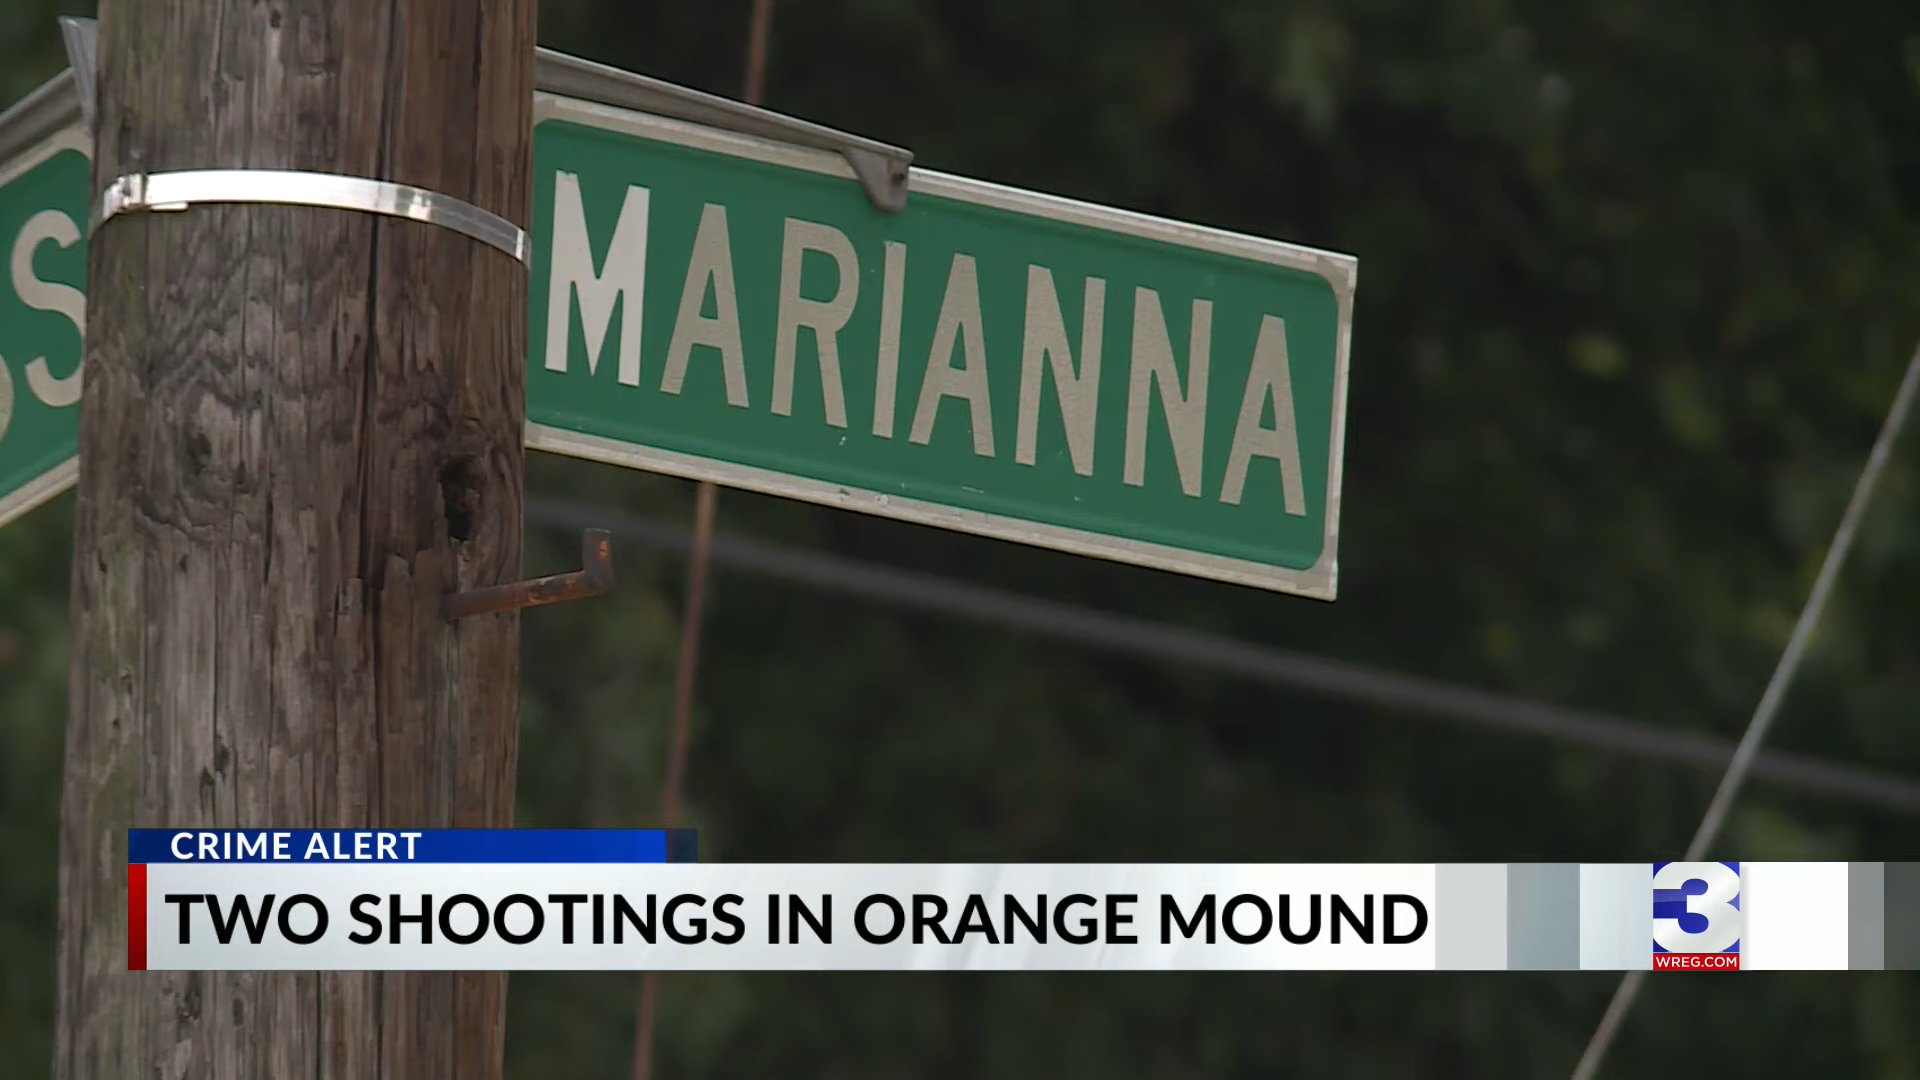 MARIANNA
CRIME ALERT
TWO SHOOTINGS IN ORANGE MOUND
3
WREG.COM